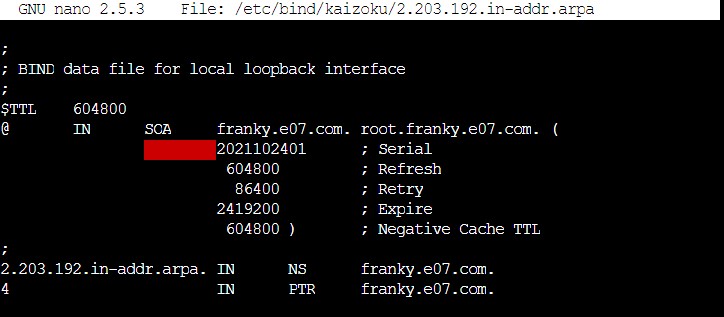 GNU nano 2.5.3 File: /etc/bind/kaizoku/2.203.192.in-addr.arpa
;
; BIND data file for local loopback interface
;
$TTL 604800
@ IN SOA franky.e07.com. root.franky.e07.com. (
2021102401 ; Serial
604800 ; Refresh
86400 ; Retry
2419200 ; Expire
604800 ) ; Negative Cache TTL
;
2.203.192.in-addr.arpa. IN NS franky.e07.com.
4 IN PTR franky.e07.com.